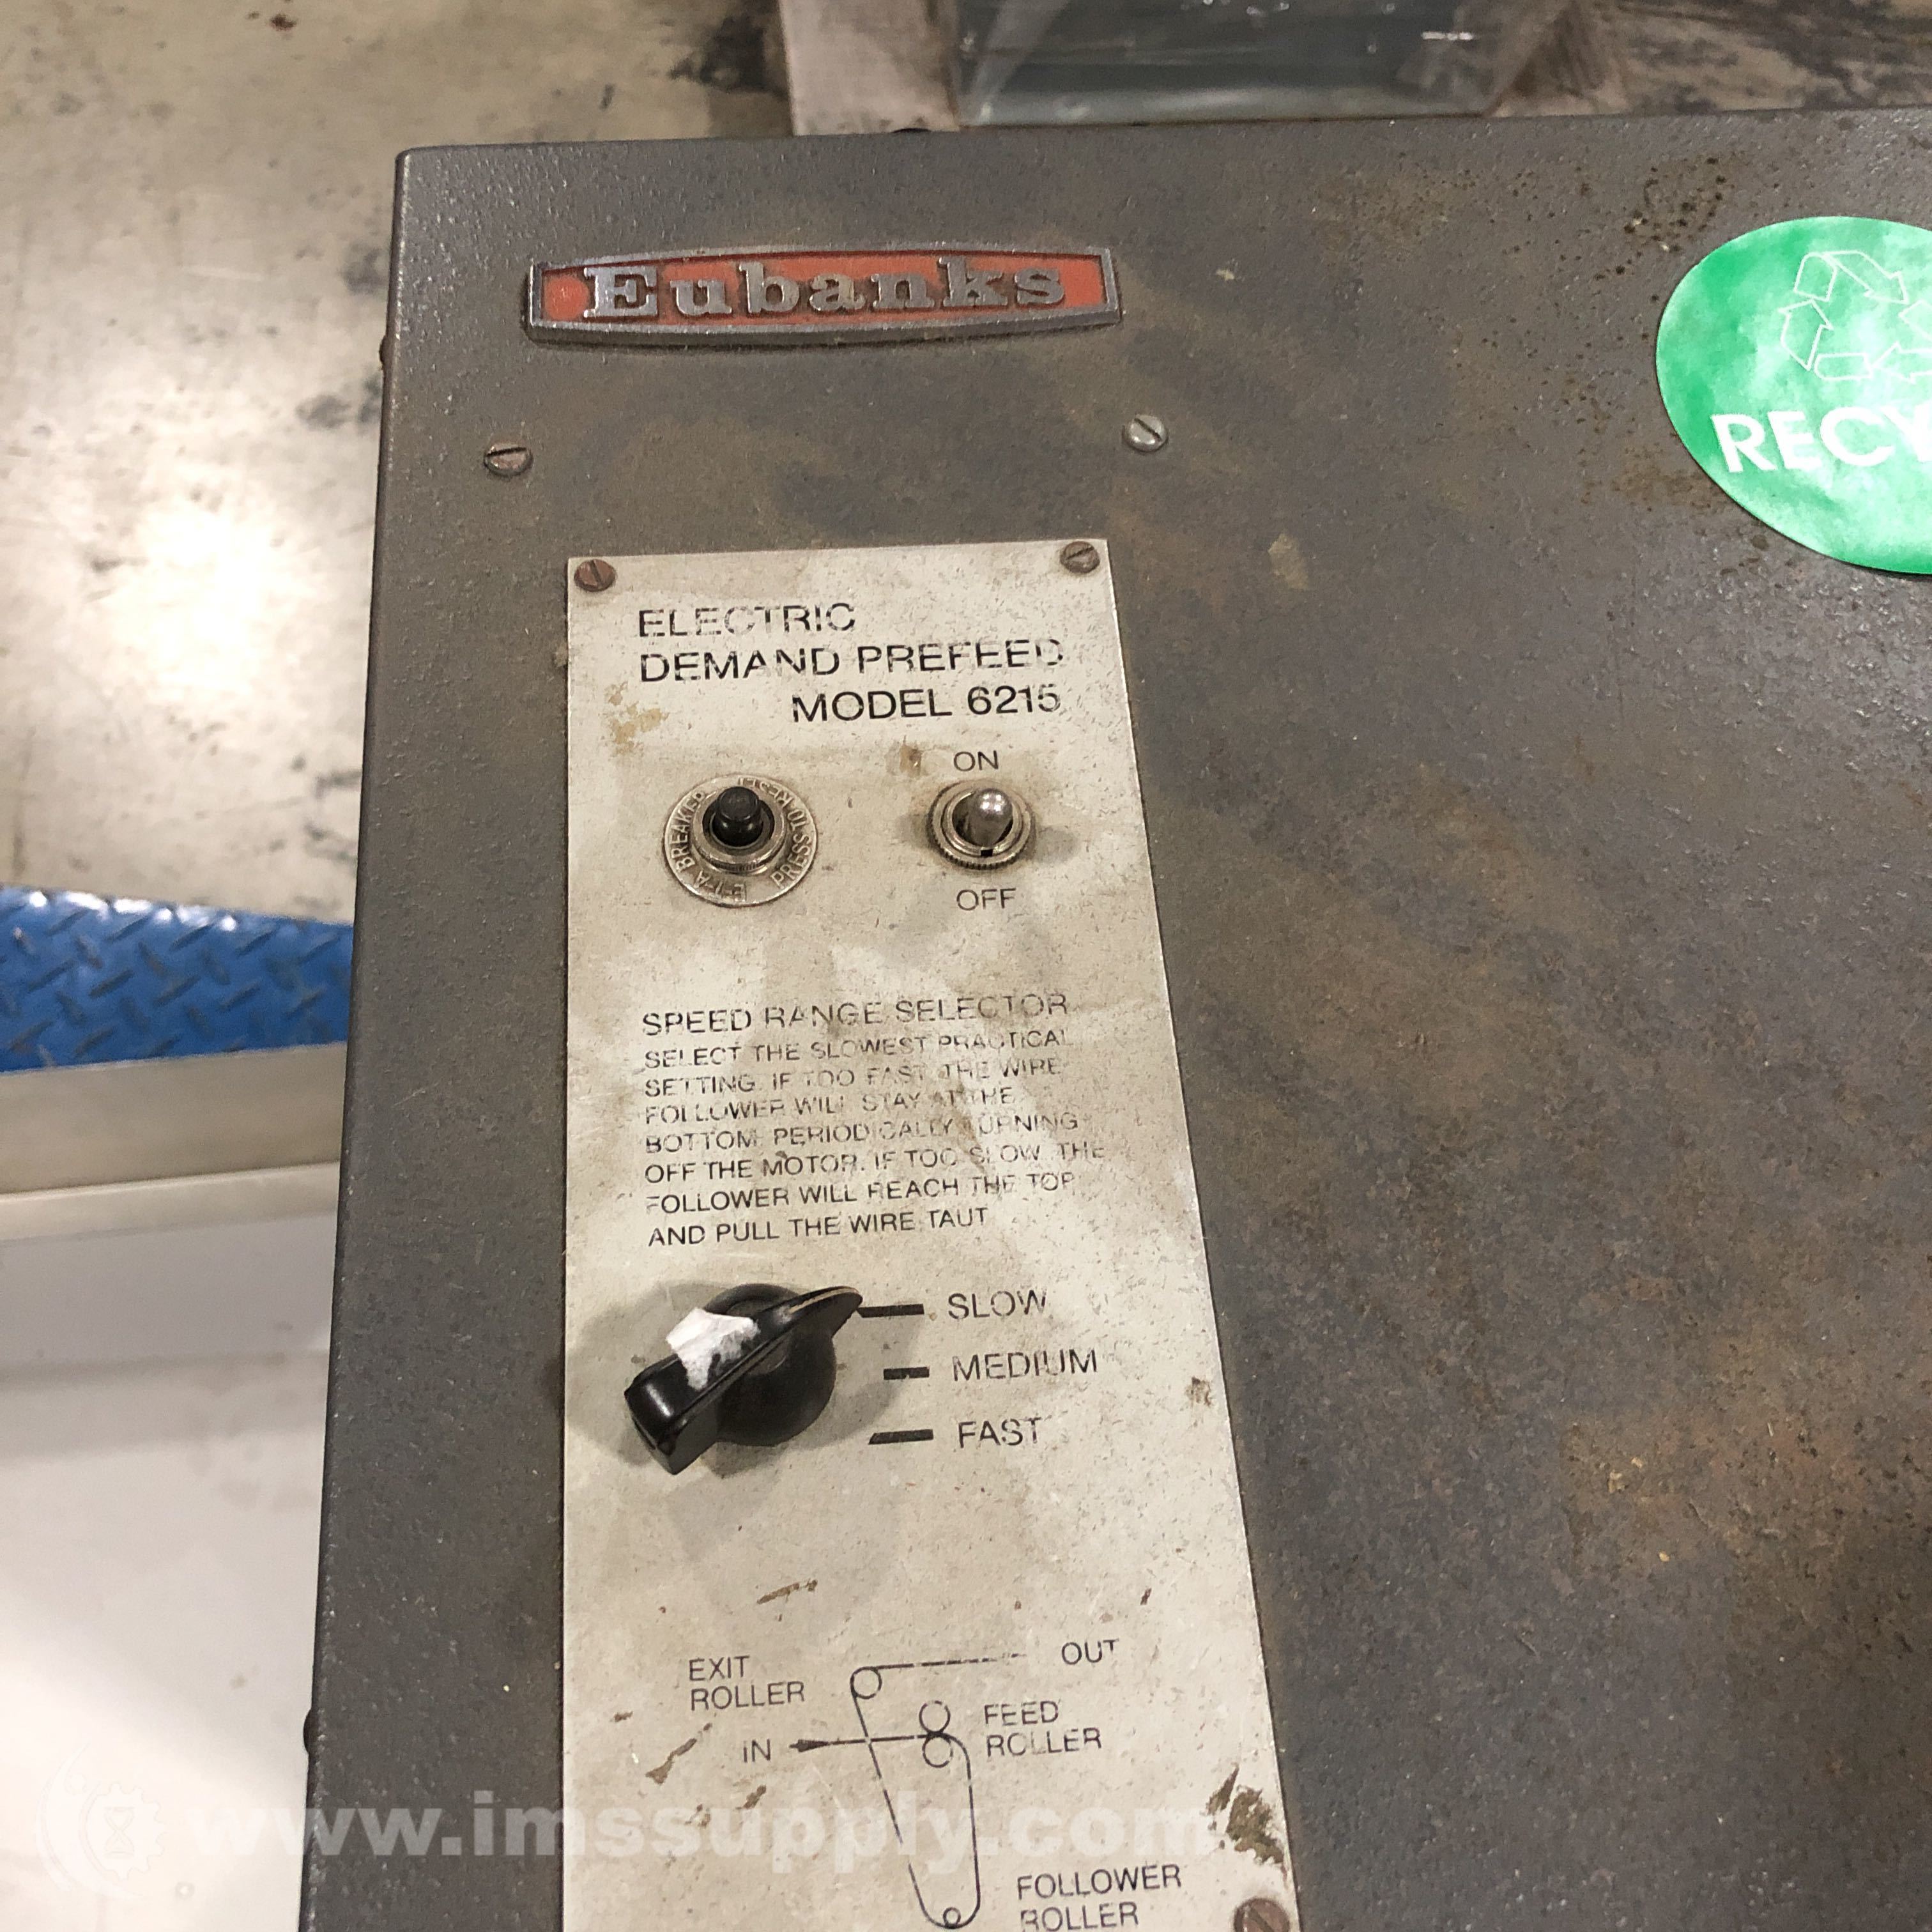 Eubanks
RECY
ELECTRIC
DEMAND PREFEED
MODEL 6215
ON
E-T-A BREAKER PRESS TO RESET
OFF
SPEED RANGE SELECTOR
SELECT THE SLOWEST PRACTICAL
SETTING. IF TOO FAST THE WIRE
FOLLOWER WILL STAY AT THE
BOTTOM PERIODICALLY TURNING
OFF THE MOTOR. IF TOO SLOW THE
FOLLOWER WILL REACH THE TOP
AND PULL THE WIRE TAUT
SLOW
MEDIUM
FAST
EXIT
ROLLER
OUT
FEED
ROLLER
IN
www.imssupply.com
FOLLOWER
ROLLER